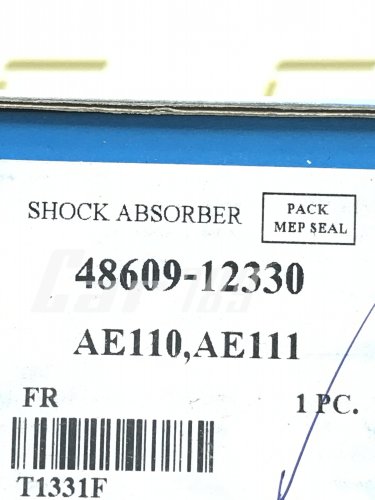 SHOCK ABSORBER
PACK
MEP SEAL
48609-12330
AE110,AE111
FR
1 PC.
T1331F